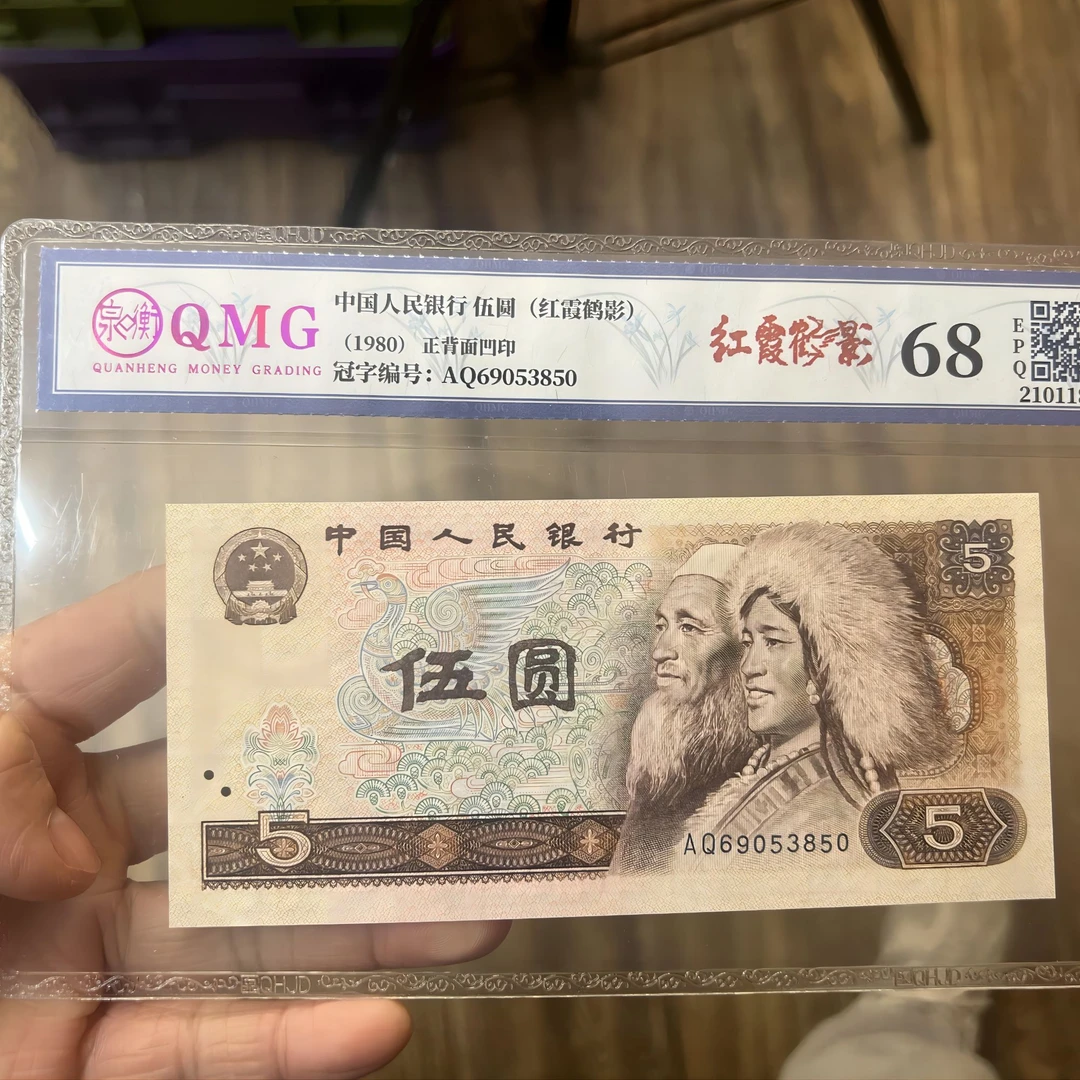 泉衡
QMG
QUANHENG MONEY GRADING
中国人民银行 伍圆（红霞鹤影）
（1980） 正背面凹印
冠字编号：AQ69053850
红霞鹤影
68
EPQ
21011
中国人民银行
5
伍圆
5
AQ69053850
5